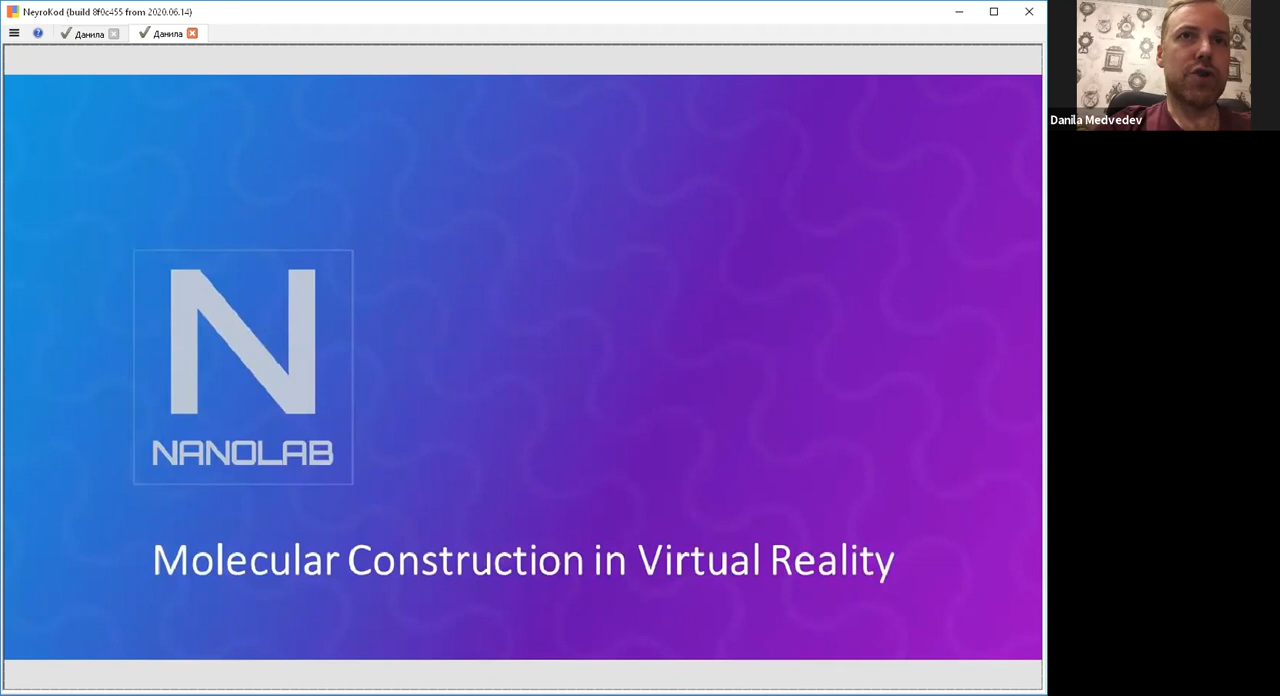 NeyroKod (build 8f0c455 from 2020.06.14)
Данила
Данила
Danila Medvedev
N
NANOLAB
Molecular Construction in Virtual Reality